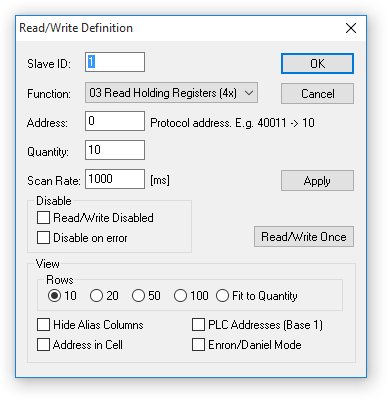 Read/Write Definition
Slave ID: 1 OK
Function: 03 Read Holding Registers (4x) Cancel
Address: 0 Protocol address. E.g. 40011 -> 10
Quantity: 10
Scan Rate: 1000 [ms] Apply
Disable
Read/Write Disabled
Disable on error Read/Write Once
View
Rows
10 20 50 100 Fit to Quantity
Hide Alias Columns PLC Addresses (Base 1)
Address in Cell Enron/Daniel Mode